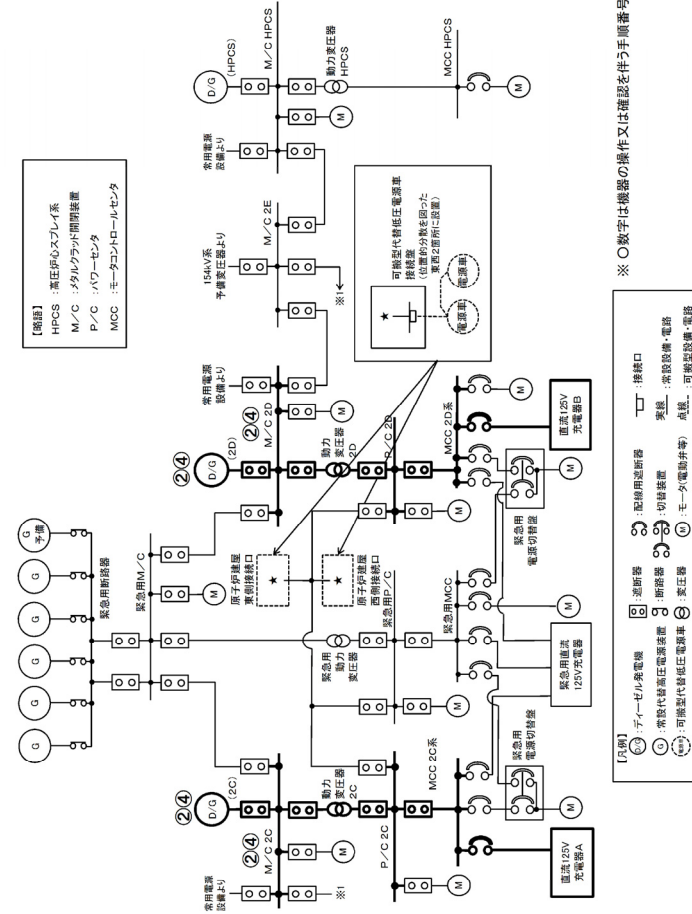 【略語】
HPCS :高圧炉心スプレイ系
M/C :メタルクラッド開閉装置
P/C :パワーセンタ
MCC :モータコントロールセンタ
G
G
G
G
G
G
予備
緊急用断路器
緊急用M/C
M
常用電源
設備より
②④
D/G
(2C)
②④
M/C 2C
※1
M
動力
変圧器
2C
P/C 2C
M
MCC 2C系
直流125V
充電器A
M
緊急用
電源切替盤
緊急用
動力
変圧器
緊急用P/C
M
緊急用MCC
M
緊急用直流
125V充電器
原子炉建屋
東側接続口
★
原子炉建屋
西側接続口
★
②④
D/G
(2D)
②④
M/C 2D
常用電源
設備より
M
動力
変圧器
2D
P/C 2D
M
MCC 2D系
M
緊急用
電源切替盤
M
直流125V
充電器B
154kV系
予備変圧器より
M/C 2E
※1
可搬型代替低圧電源車
接続盤
(位置的分散を図った
東西2箇所に設置)
★
電源車
電源車
常用電源
設備より
D/G
(HPCS)
M/C HPCS
M
動力変圧器
HPCS
MCC HPCS
M
【凡例】
D/G :ディーゼル発電機
G :常設代替高圧電源装置
電源車 :可搬型代替低圧電源車
:遮断器
:断路器
:変圧器
:配線用遮断器
:切替装置
M :モータ(電動弁等)
:接続口
実線 :常設設備・電路
点線 :可搬型設備・電路
※ ○数字は機器の操作又は確認を伴う手順番号